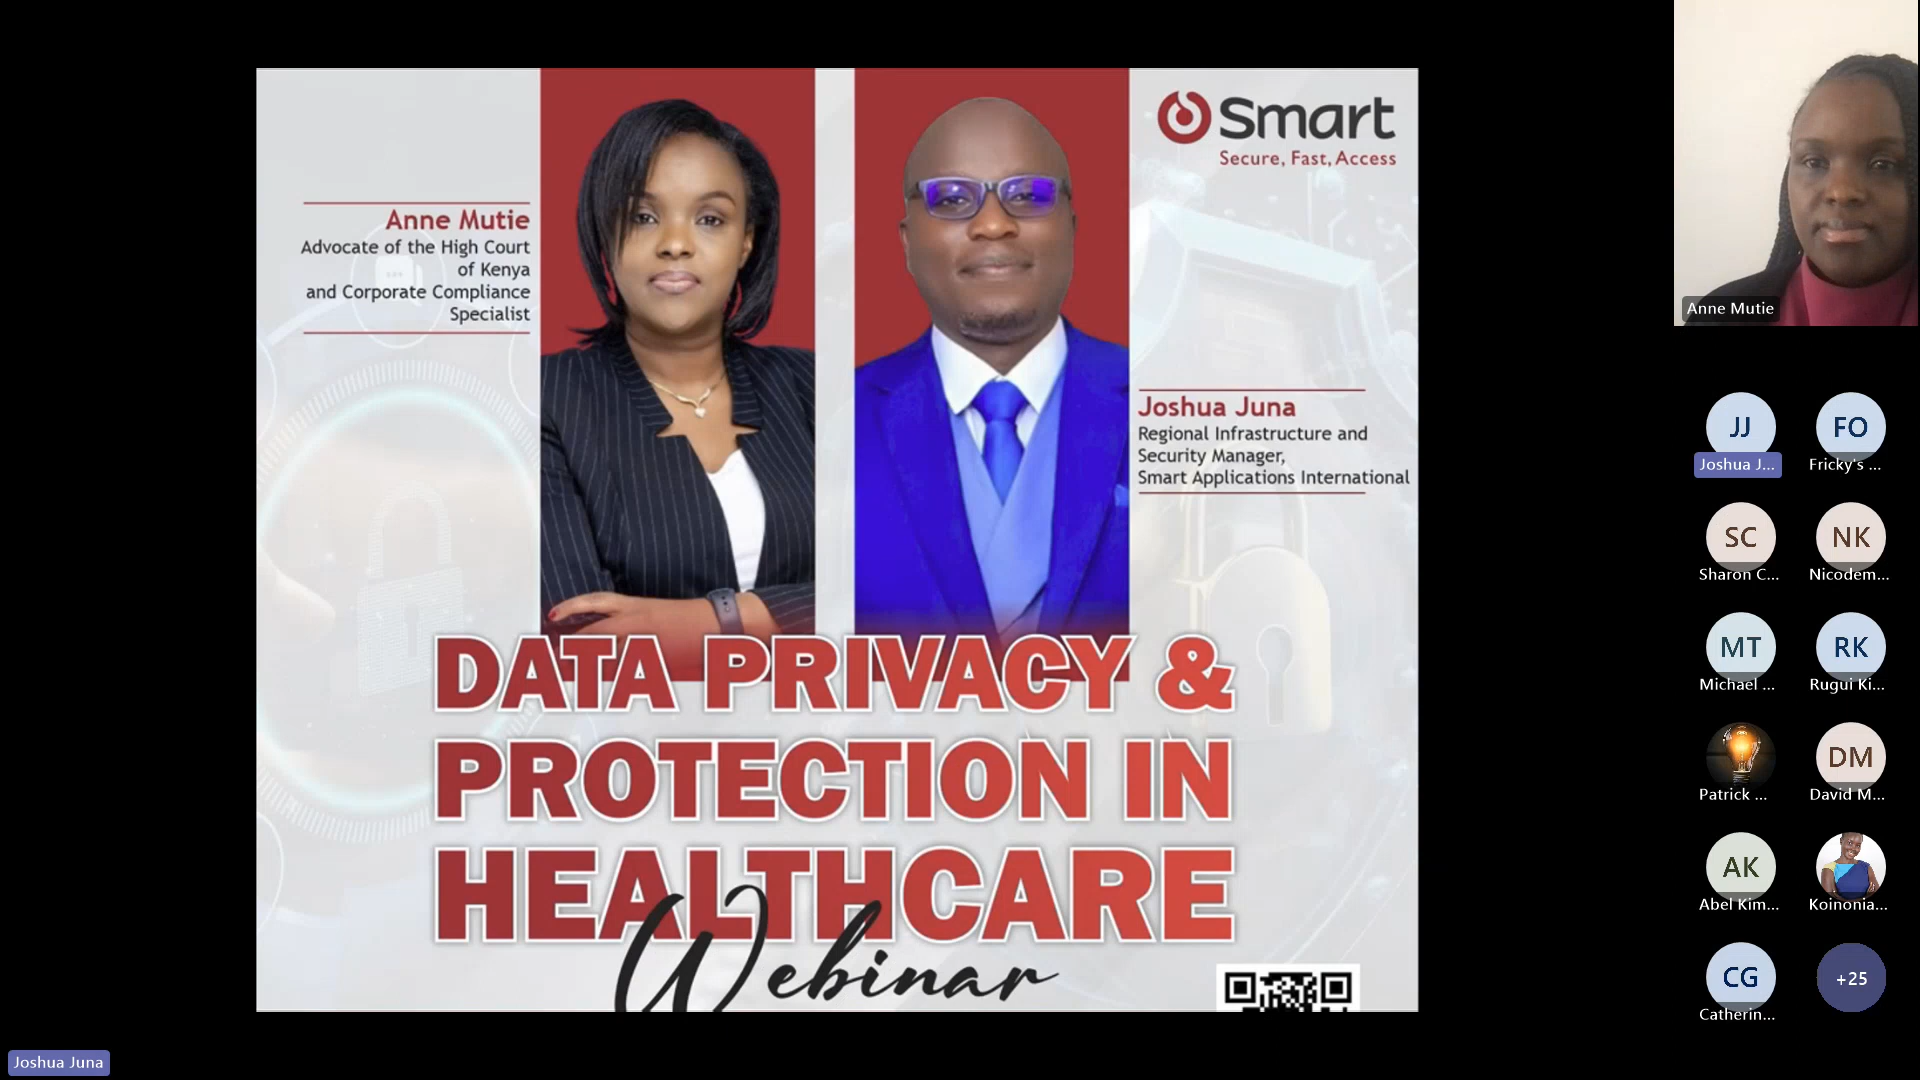 Smart
Secure, Fast, Access
Anne Mutie
Advocate of the High Court
of Kenya
and Corporate Compliance
Specialist
Joshua Juna
Regional Infrastructure and
Security Manager,
Smart Applications International
DATA PRIVACY &
PROTECTION IN
HEALTHCARE
Webinar
Anne Mutie
JJ
Joshua J...
FO
Fricky's ...
SC
Sharon C...
NK
Nicodem...
MT
Michael ...
RK
Rugui Ki...
Patrick ...
DM
David M...
AK
Abel Kim...
Koinonia...
CG
Catherin...
+25
Joshua Juna